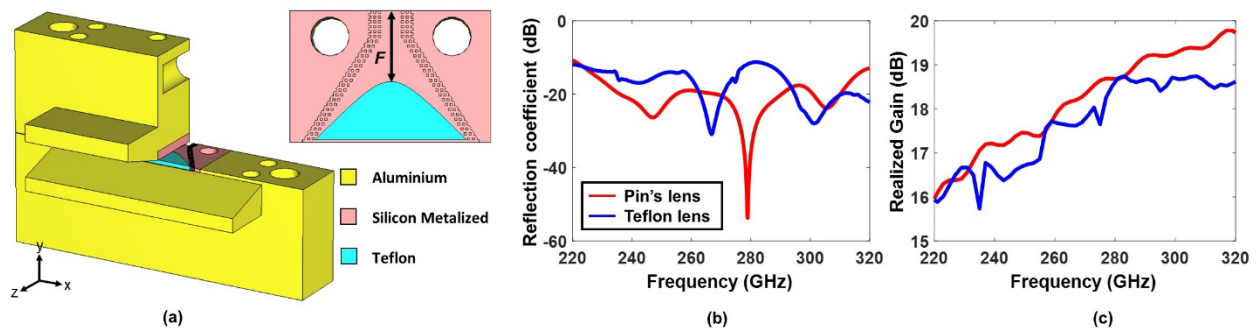 F
Aluminium
Silicon Metalized
Teflon
y
x
z
(a)
Reflection coefficient (dB)
0
-20
-40
-60
Pin's lens
Teflon lens
220 240 260 280 300 320
Frequency (GHz)
(b)
Realized Gain (dB)
20
19
18
17
16
15
220 240 260 280 300 320
Frequency (GHz)
(c)